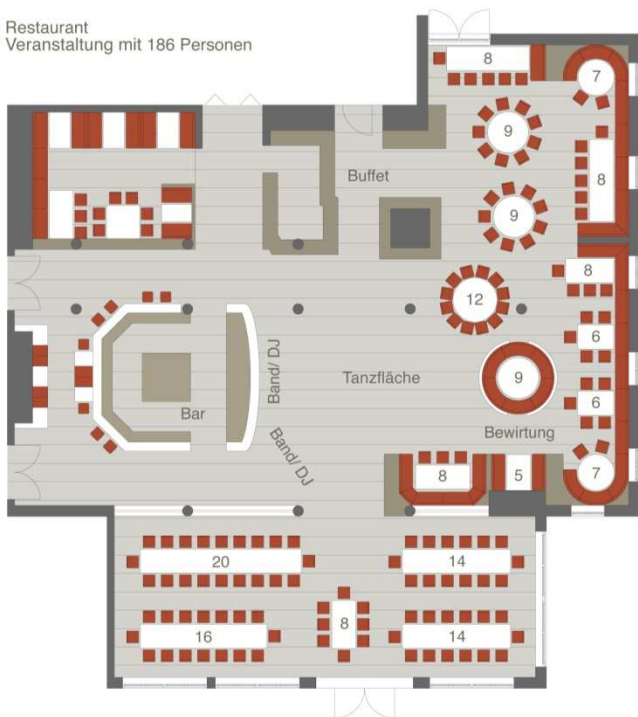 Restaurant
Veranstaltung mit 186 Personen
8
7
9
8
Buffet
9
8
12
6
Band/ DJ
Tanzfläche
9
6
Bar
Bewirtung
Band/ DJ
8
5
7
20
14
16
8
14